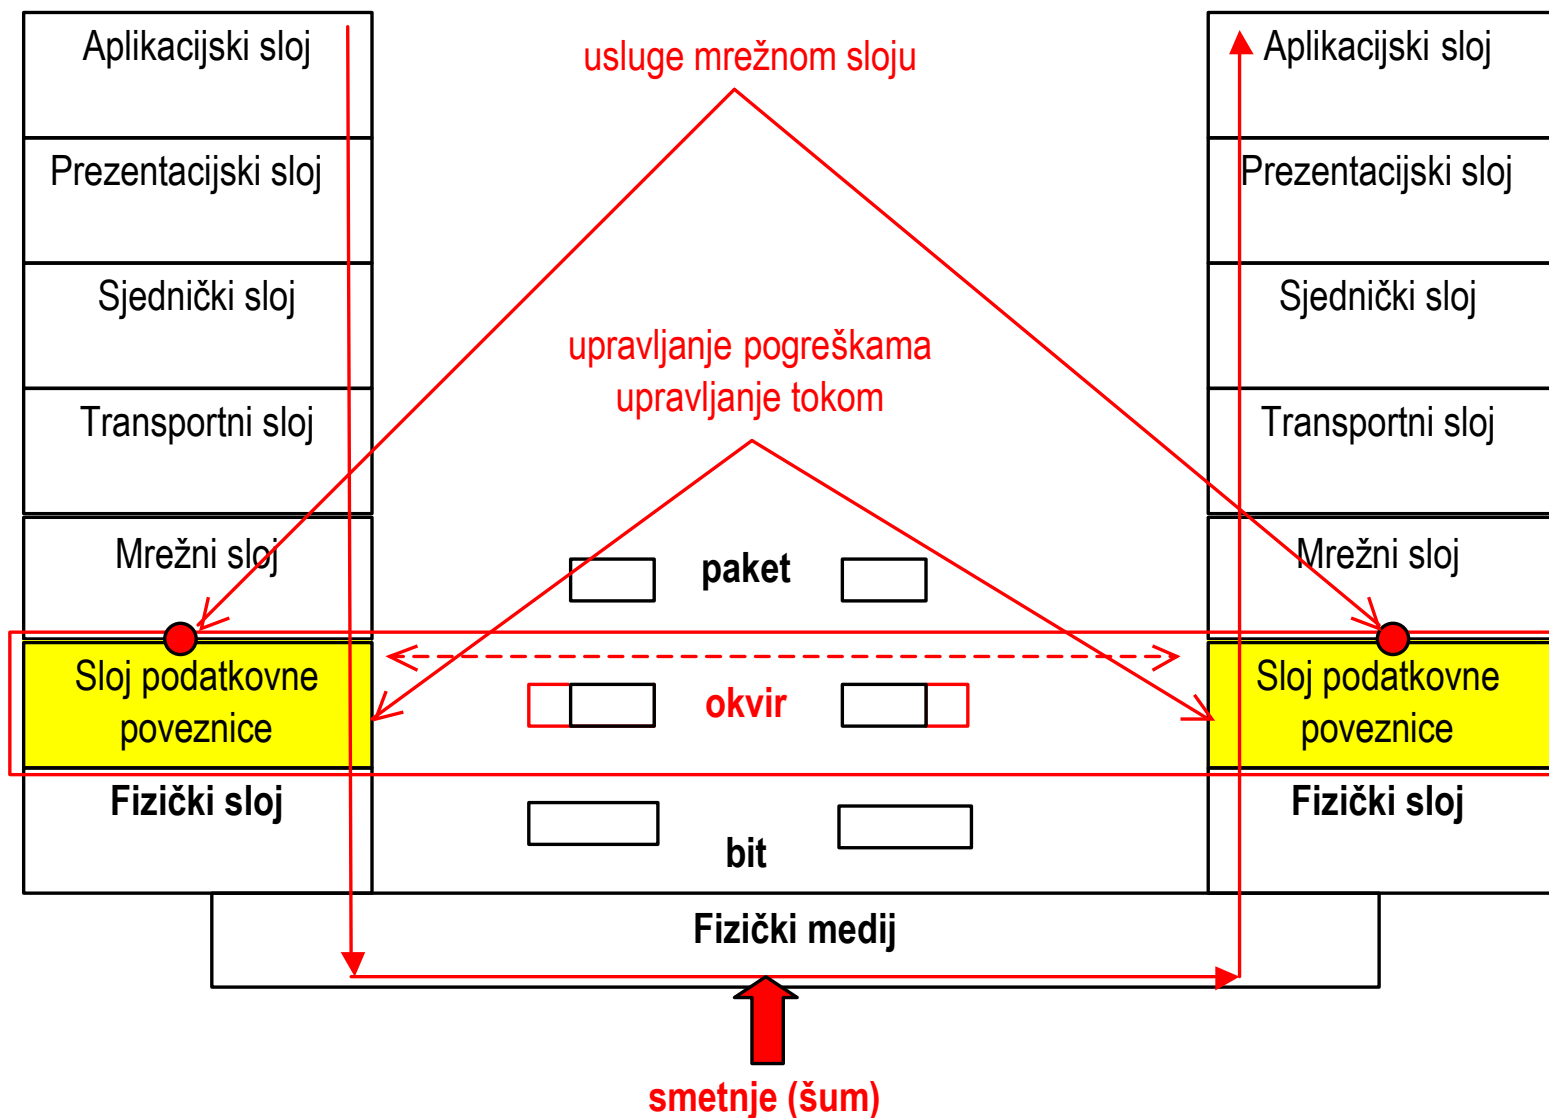 Aplikacijski sloj
Prezentacijski sloj
Sjednički sloj
Transportni sloj
Mrežni sloj
Sloj podatkovne
poveznice
Fizički sloj
usluge mrežnom sloju
upravljanje pogreškama
upravljanje tokom
paket
okvir
bit
Fizički medij
smetnje (šum)
Aplikacijski sloj
Prezentacijski sloj
Sjednički sloj
Transportni sloj
Mrežni sloj
Sloj podatkovne
poveznice
Fizički sloj